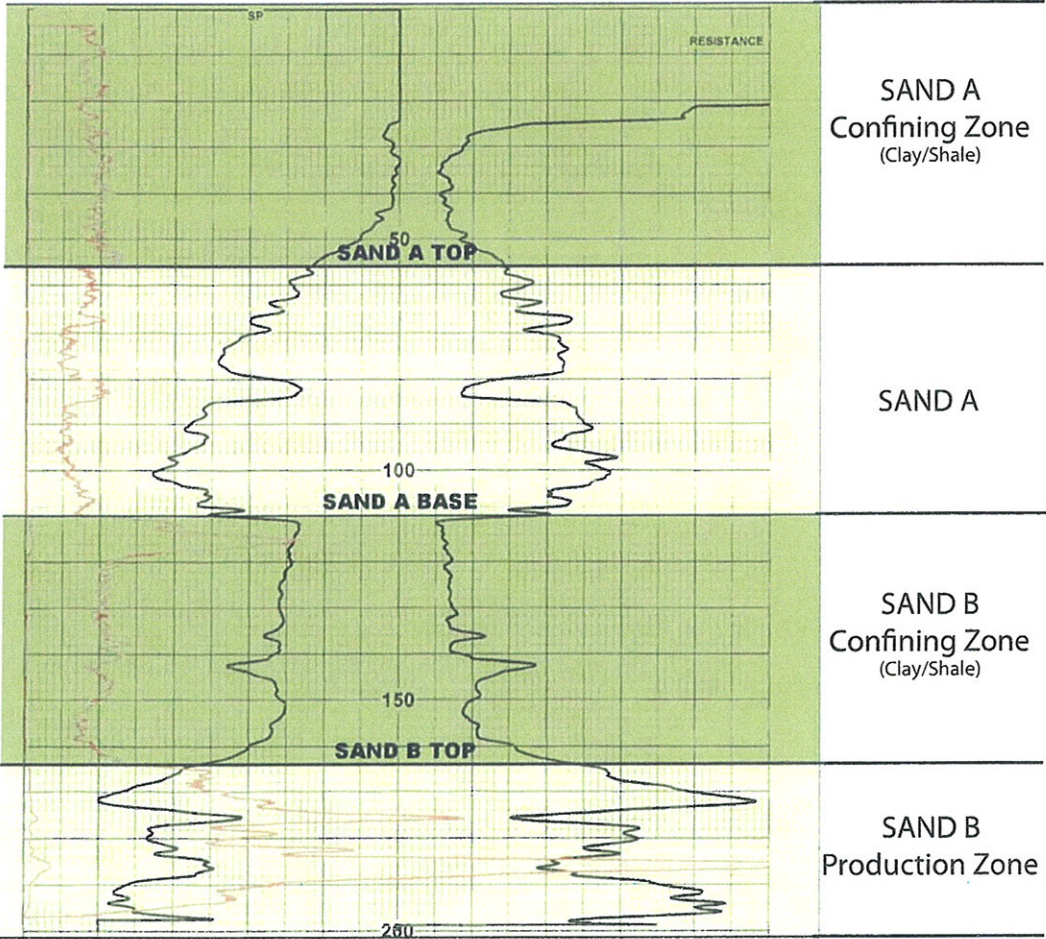 SP
RESISTANCE
SAND A
Confining Zone
(Clay/Shale)
50
SAND A TOP
SAND A
100
SAND A BASE
SAND B
Confining Zone
(Clay/Shale)
150
SAND B TOP
SAND B
Production Zone